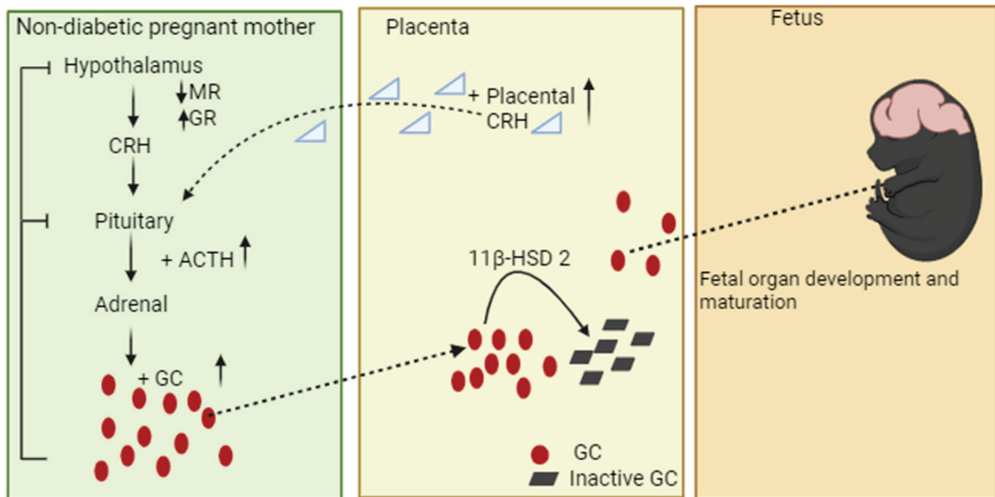 Non-diabetic pregnant mother
Hypothalamus
MR
GR
CRH
Pituitary
+ ACTH
Adrenal
+ GC
Placenta
+ Placental
CRH
11β-HSD 2
GC
Inactive GC
Fetus
Fetal organ development and
maturation